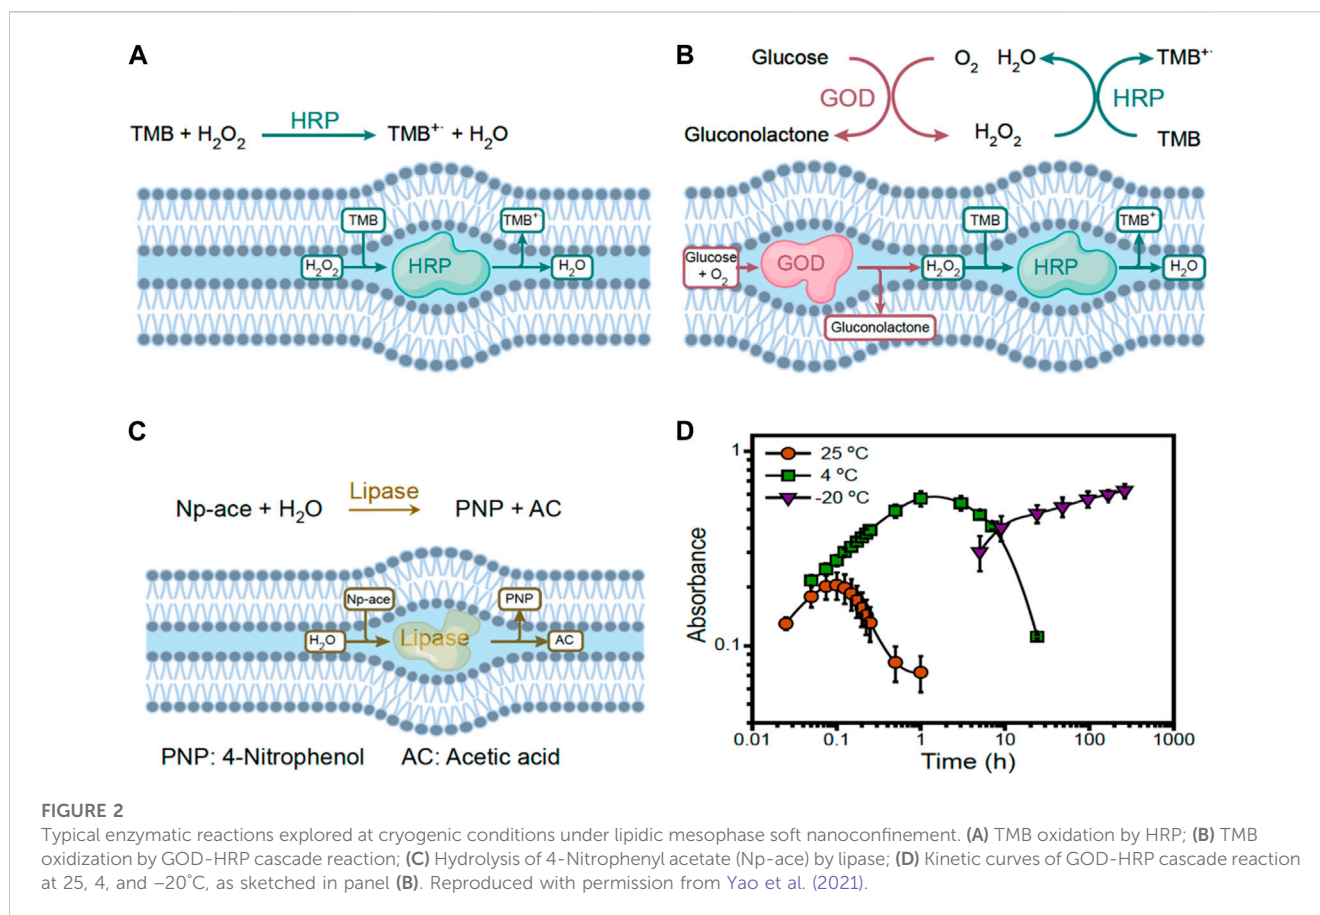 A
TMB + H₂O₂
HRP
TMB⁺· + H₂O
TMB
TMB⁺
H₂O₂
HRP
H₂O
B
Glucose
O₂
H₂O
TMB⁺·
GOD
HRP
Gluconolactone
H₂O₂
TMB
TMB
TMB⁺
Glucose
+ O₂
GOD
H₂O₂
HRP
H₂O
Gluconolactone
C
Np-ace + H₂O
Lipase
PNP + AC
Np-ace
PNP
H₂O
Lipase
AC
PNP: 4-Nitrophenol AC: Acetic acid
D
25 ºC
4 ºC
-20 ºC
Absorbance
1
0.1
0.01 0.1 1 10 100 1000
Time (h)
FIGURE 2
Typical enzymatic reactions explored at cryogenic conditions under lipidic mesophase soft nanoconfinement. (A) TMB oxidation by HRP; (B) TMB
oxidization by GOD-HRP cascade reaction; (C) Hydrolysis of 4-Nitrophenyl acetate (Np-ace) by lipase; (D) Kinetic curves of GOD-HRP cascade reaction
at 25, 4, and −20˚C, as sketched in panel (B). Reproduced with permission from Yao et al. (2021).